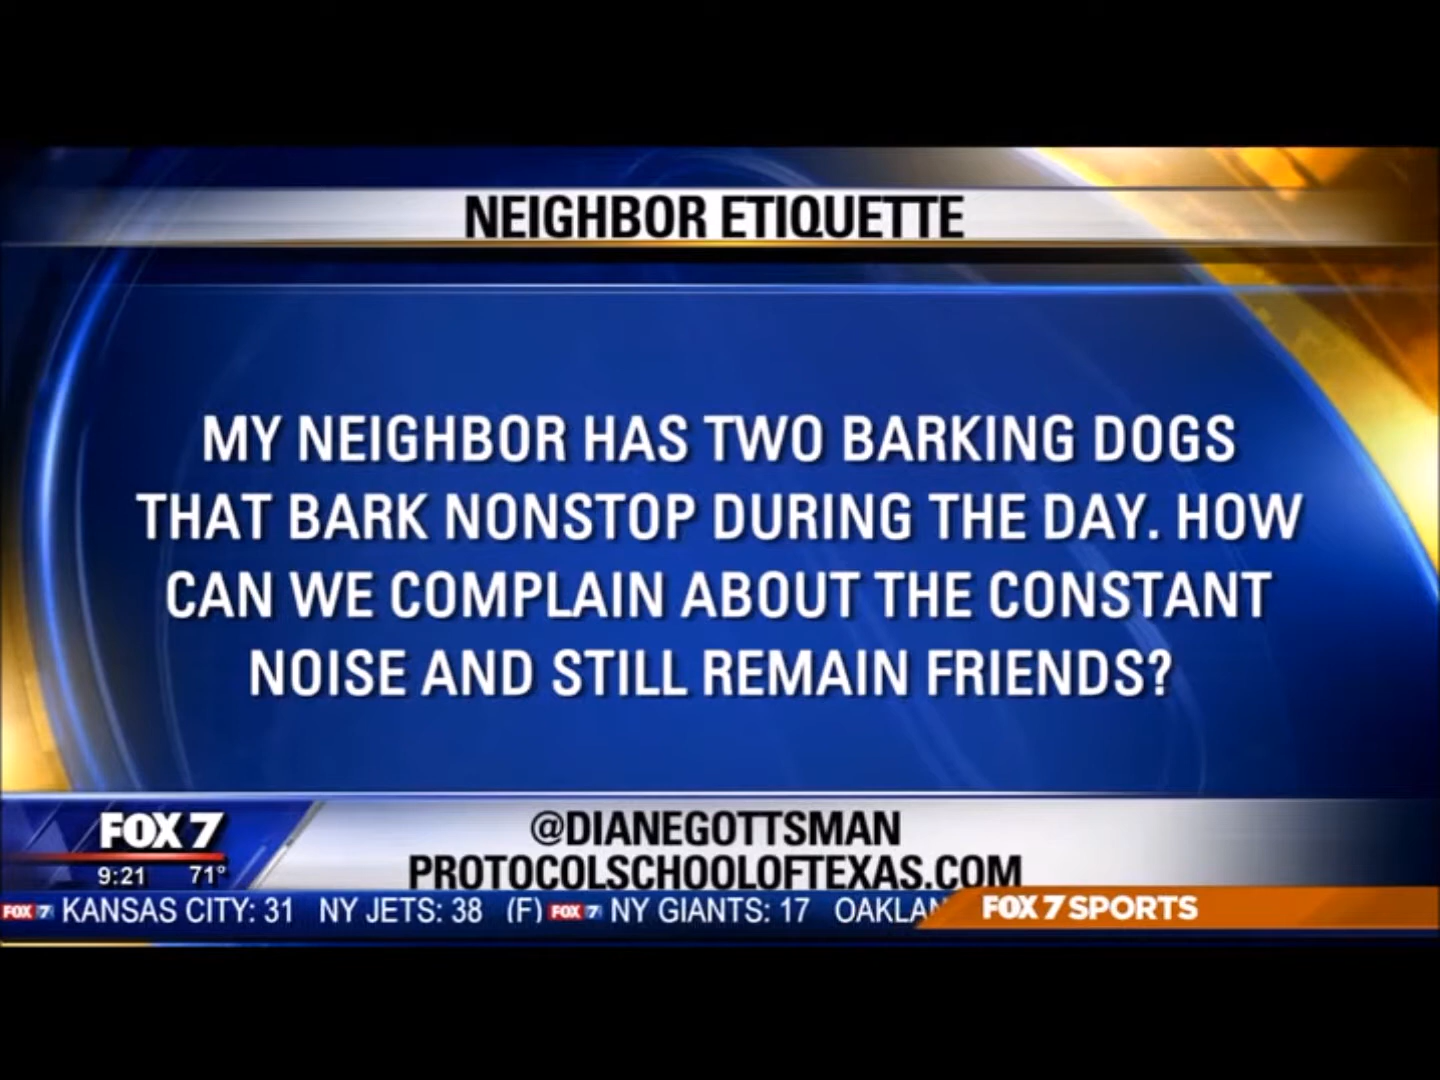 NEIGHBOR ETIQUETTE
MY NEIGHBOR HAS TWO BARKING DOGS
THAT BARK NONSTOP DURING THE DAY. HOW
CAN WE COMPLAIN ABOUT THE CONSTANT
NOISE AND STILL REMAIN FRIENDS?
FOX 7
9:21 71°
@DIANEGOTTSMAN
PROTOCOLSCHOOLOFTEXAS.COM
FOX 7 KANSAS CITY: 31 NY JETS: 38 (F) FOX 7 NY GIANTS: 17 OAKLAN
FOX 7 SPORTS